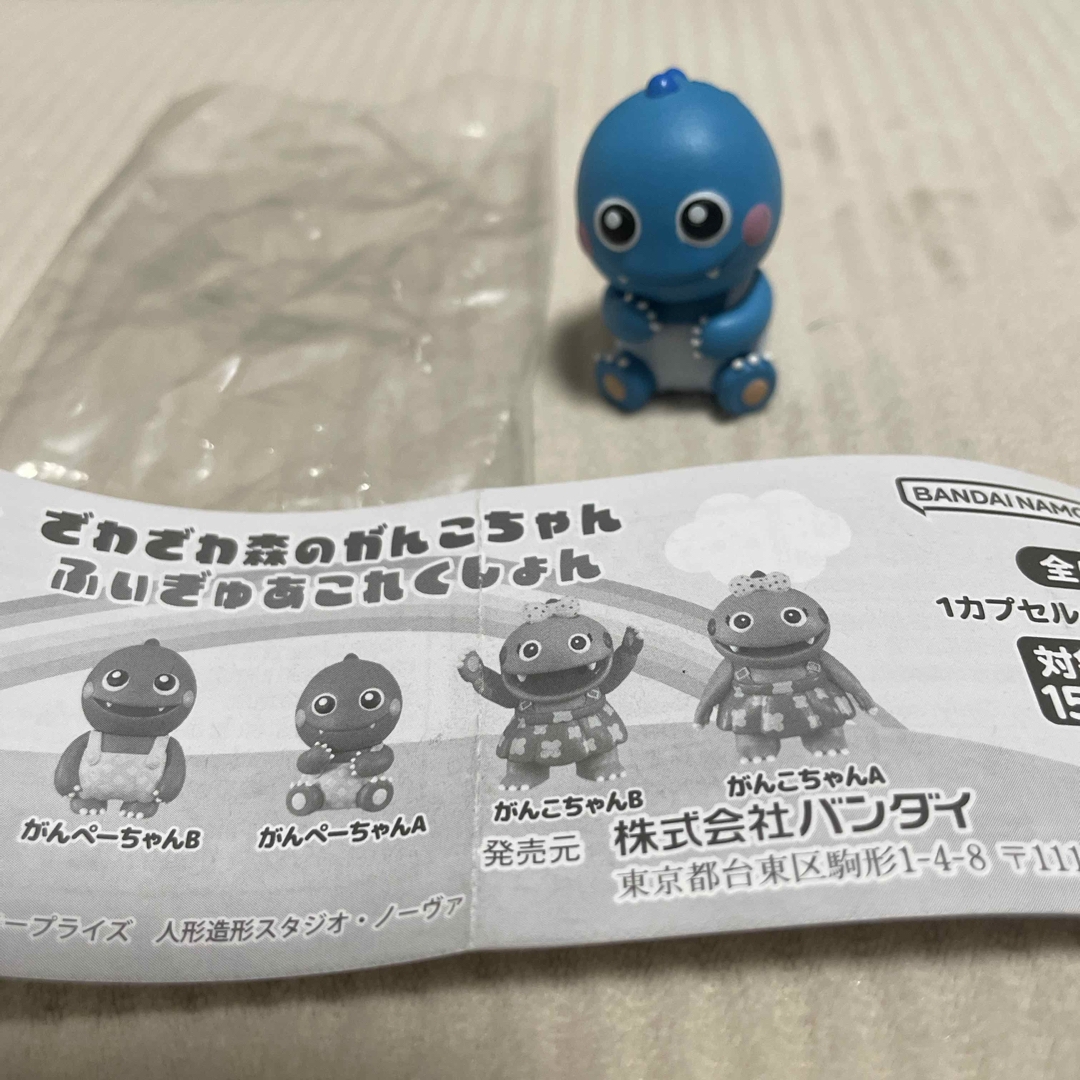 ざわざわ森のがんこちゃん
ふぃぎゅあこれくしょん
BANDAI NAMCO
全
1カプセル
対象
15
がんぺーちゃんB
がんぺーちゃんA
がんこちゃんB
がんこちゃんA
発売元
株式会社バンダイ
東京都台東区駒形1-4-8 〒111
ープライズ 人形造形スタジオ・ノーヴァ